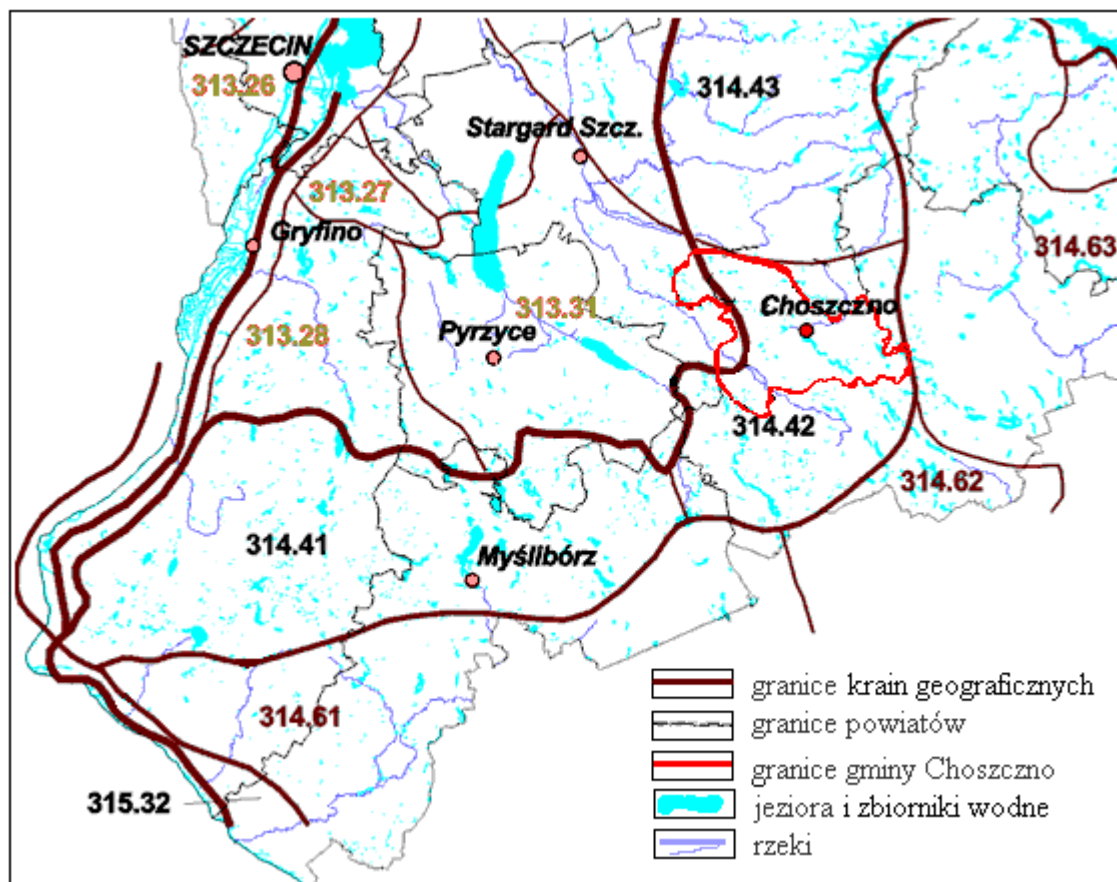 SZCZECIN
313.26
314.43
Stargard Szcz.
313.27
Gryfino
314.63
313.31
Choszczno
313.28
Pyrzyce
314.42
314.62
314.41
Myślibórz
granice krain geograficznych
314.61
granice powiatów
granice gminy Choszczno
315.32
jeziora i zbiorniki wodne
rzeki